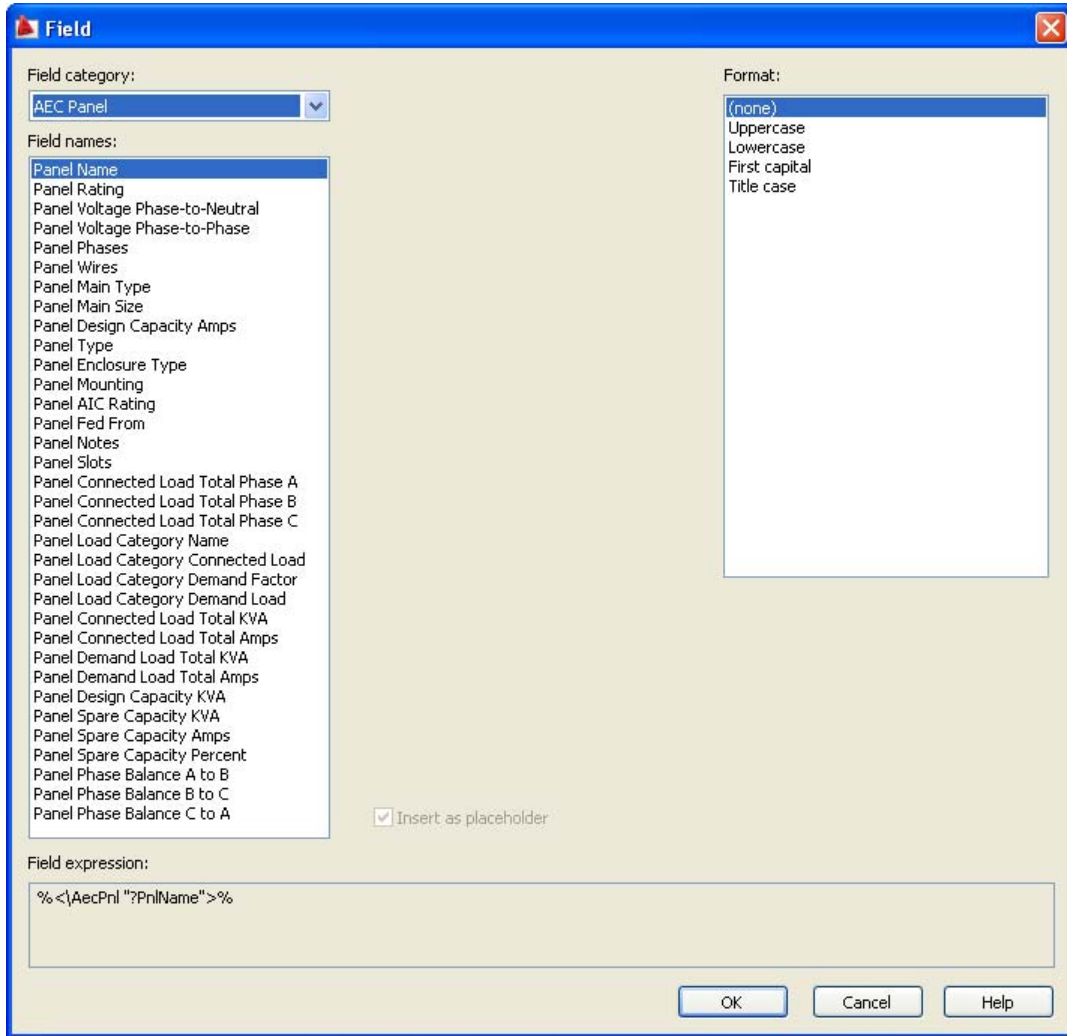 Field
Field category:
AEC Panel
Field names:
Panel Name
Panel Rating
Panel Voltage Phase-to-Neutral
Panel Voltage Phase-to-Phase
Panel Phases
Panel Wires
Panel Main Type
Panel Main Size
Panel Design Capacity Amps
Panel Type
Panel Enclosure Type
Panel Mounting
Panel AIC Rating
Panel Fed From
Panel Notes
Panel Slots
Panel Connected Load Total Phase A
Panel Connected Load Total Phase B
Panel Connected Load Total Phase C
Panel Load Category Name
Panel Load Category Connected Load
Panel Load Category Demand Factor
Panel Load Category Demand Load
Panel Connected Load Total KVA
Panel Connected Load Total Amps
Panel Demand Load Total KVA
Panel Demand Load Total Amps
Panel Design Capacity KVA
Panel Spare Capacity KVA
Panel Spare Capacity Amps
Panel Spare Capacity Percent
Panel Phase Balance A to B
Panel Phase Balance B to C
Panel Phase Balance C to A
Format:
(none)
Uppercase
Lowercase
First capital
Title case
Insert as placeholder
Field expression:
%<\AecPnl "?PnlName">%
OK
Cancel
Help